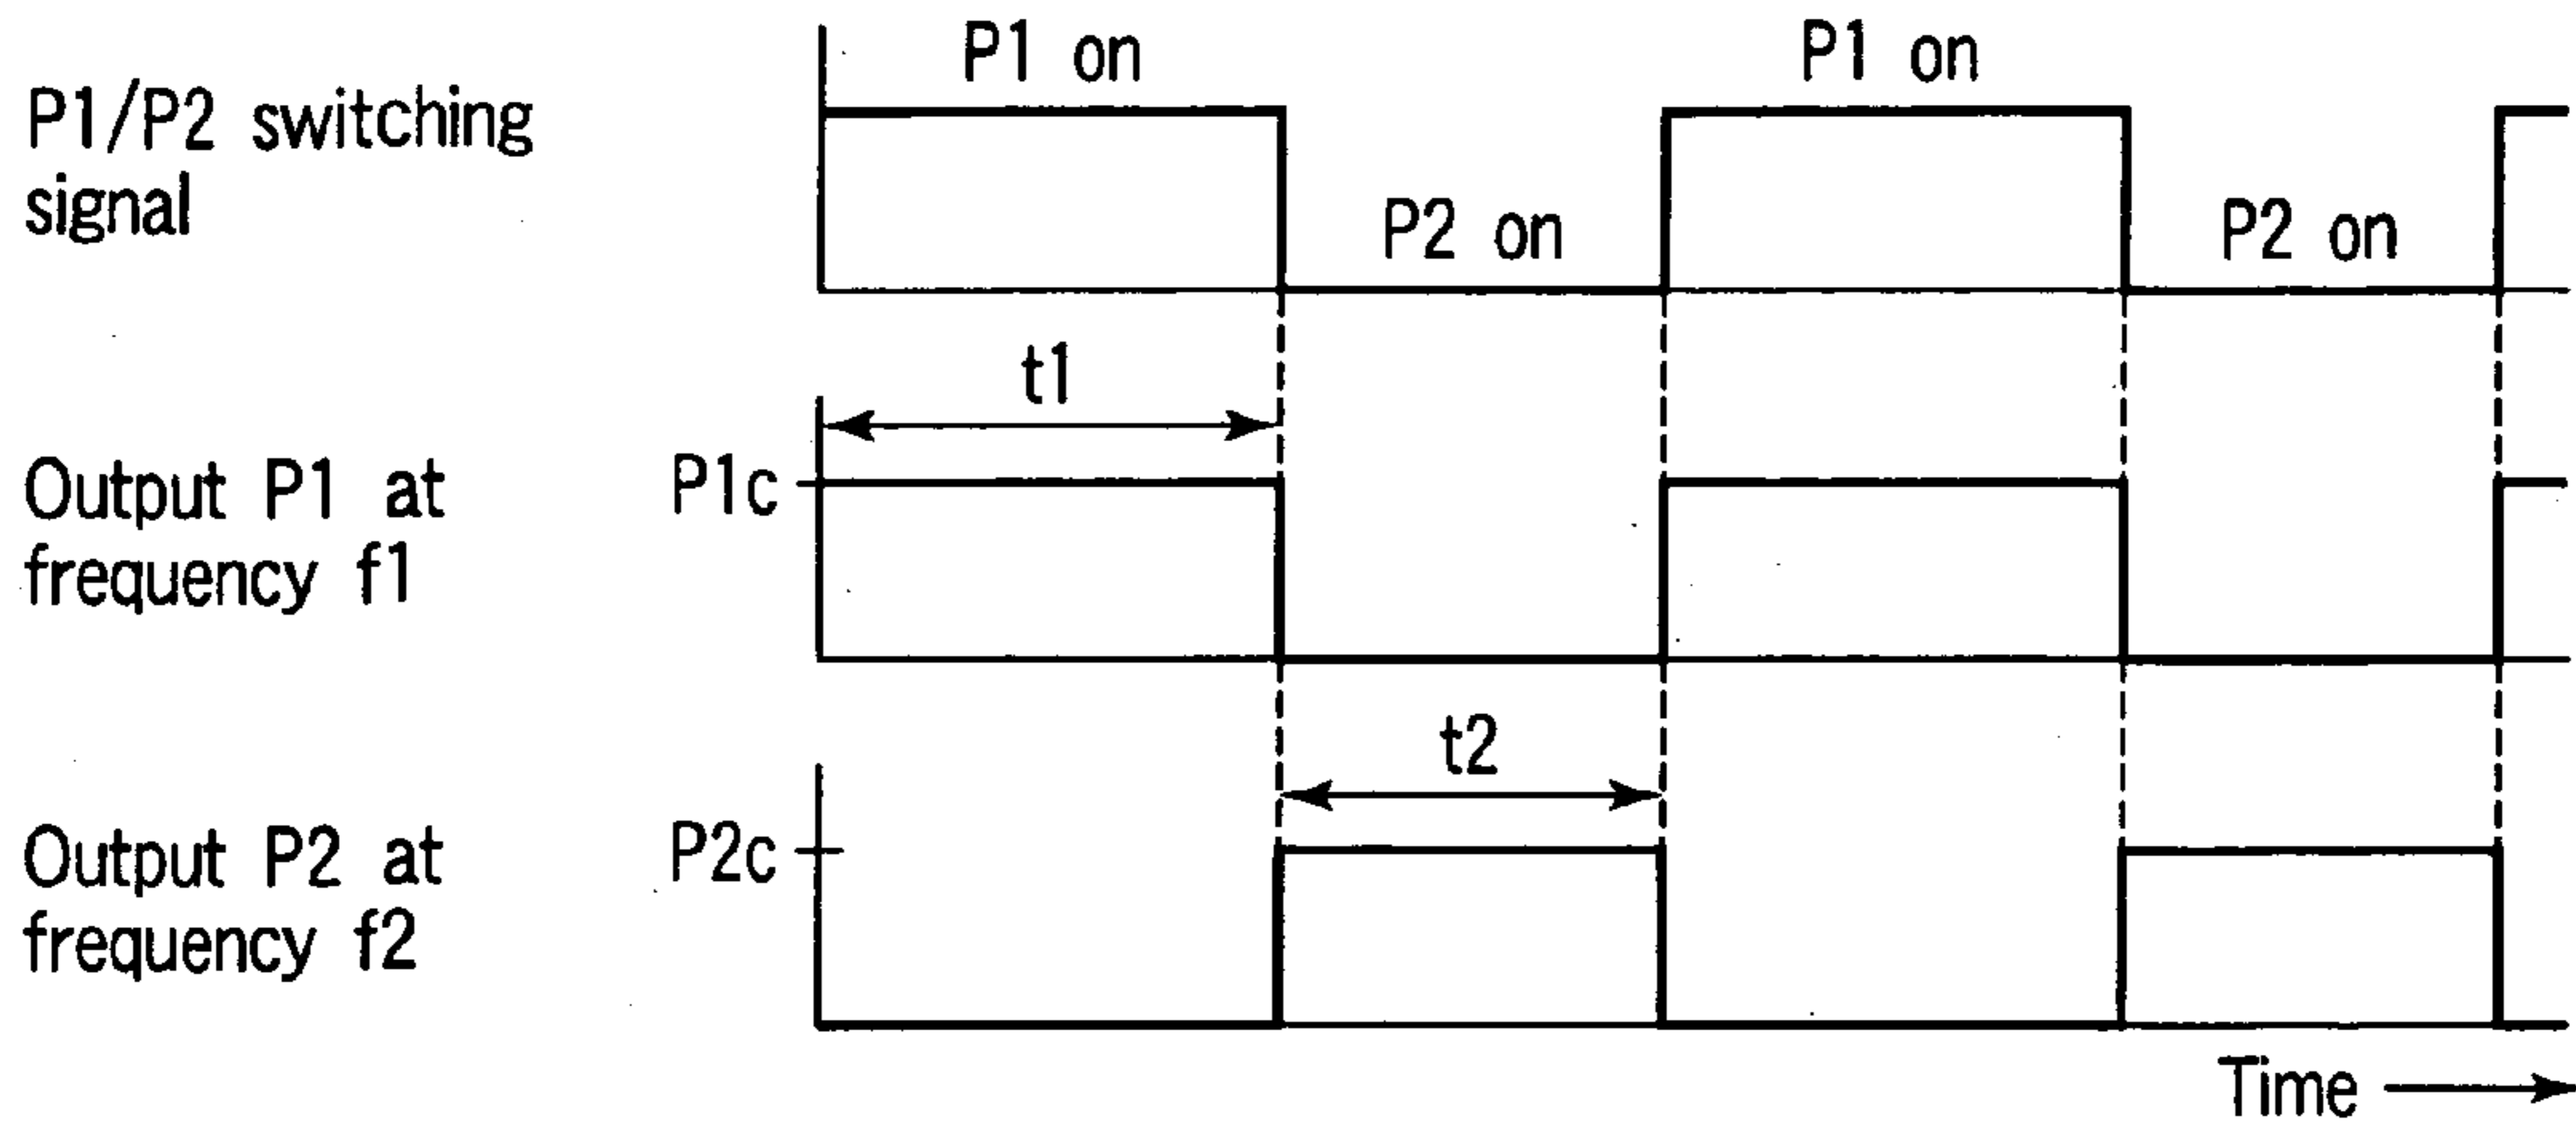 P1 on
P1 on
P1/P2 switching
signal
P2 on
P2 on
t1
P1c
Output P1 at
frequency f1
t2
P2c
Output P2 at
frequency f2
Time